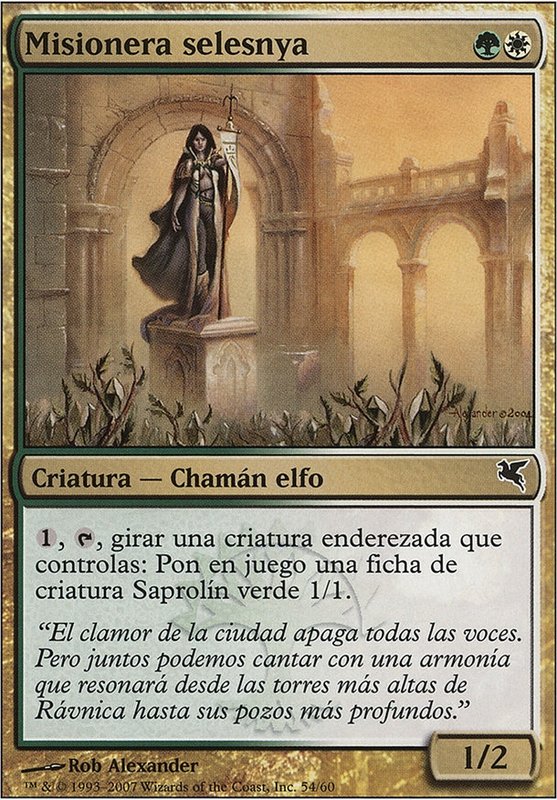 Misionera selesnya
Alexander © 2004
Criatura — Chamán elfo
1, , girar una criatura enderezada que
controlas: Pon en juego una ficha de
criatura Saprolín verde 1/1.
“El clamor de la ciudad apaga todas las voces.
Pero juntos podemos cantar con una armonía
que resonará desde las torres más altas de
Rávnica hasta sus pozos más profundos.”
Rob Alexander
1/2
™ & © 1993–2007 Wizards of the Coast, Inc. 54/60